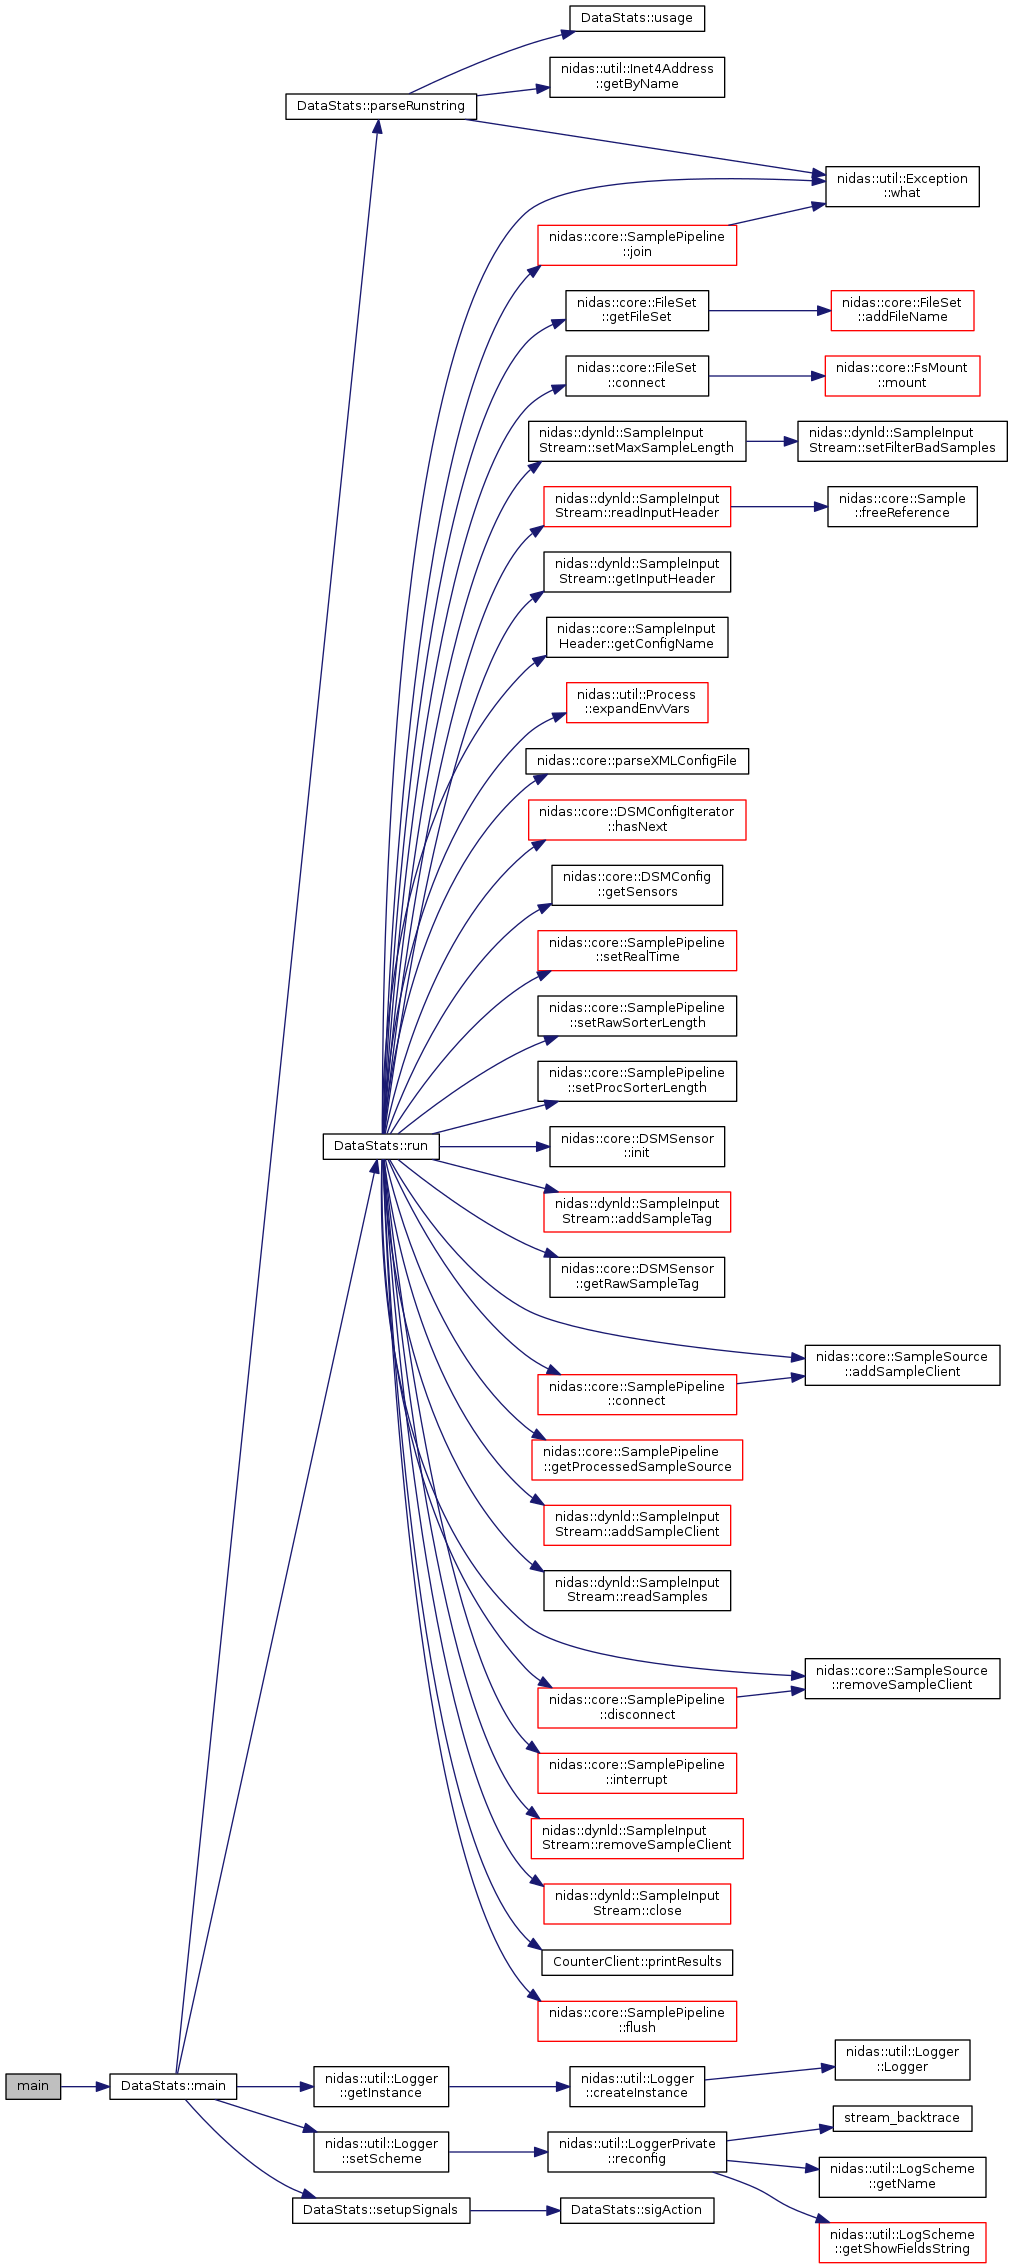 DataStats::usage
nidas::util::Inet4Address
::getByName
DataStats::parseRunstring
nidas::util::Exception
::what
nidas::core::SamplePipeline
::join
nidas::core::FileSet
::getFileSet
nidas::core::FileSet
::addFileName
nidas::core::FileSet
::connect
nidas::core::FsMount
::mount
nidas::dynld::SampleInput
Stream::setMaxSampleLength
nidas::dynld::SampleInput
Stream::setFilterBadSamples
nidas::dynld::SampleInput
Stream::readInputHeader
nidas::core::Sample
::freeReference
nidas::dynld::SampleInput
Stream::getInputHeader
nidas::core::SampleInput
Header::getConfigName
nidas::util::Process
::expandEnvVars
nidas::core::parseXMLConfigFile
nidas::core::DSMConfigIterator
::hasNext
nidas::core::DSMConfig
::getSensors
nidas::core::SamplePipeline
::setRealTime
nidas::core::SamplePipeline
::setRawSorterLength
nidas::core::SamplePipeline
::setProcSorterLength
DataStats::run
nidas::core::DSMSensor
::init
nidas::dynld::SampleInput
Stream::addSampleTag
nidas::core::DSMSensor
::getRawSampleTag
nidas::core::SampleSource
::addSampleClient
nidas::core::SamplePipeline
::connect
nidas::core::SamplePipeline
::getProcessedSampleSource
nidas::dynld::SampleInput
Stream::addSampleClient
nidas::dynld::SampleInput
Stream::readSamples
nidas::core::SampleSource
::removeSampleClient
nidas::core::SamplePipeline
::disconnect
nidas::core::SamplePipeline
::interrupt
nidas::dynld::SampleInput
Stream::removeSampleClient
nidas::dynld::SampleInput
Stream::close
CounterClient::printResults
nidas::core::SamplePipeline
::flush
main
DataStats::main
nidas::util::Logger
::getInstance
nidas::util::Logger
::createInstance
nidas::util::Logger
::Logger
nidas::util::Logger
::setScheme
nidas::util::LoggerPrivate
::reconfig
stream_backtrace
nidas::util::LogScheme
::getName
nidas::util::LogScheme
::getShowFieldsString
DataStats::setupSignals
DataStats::sigAction